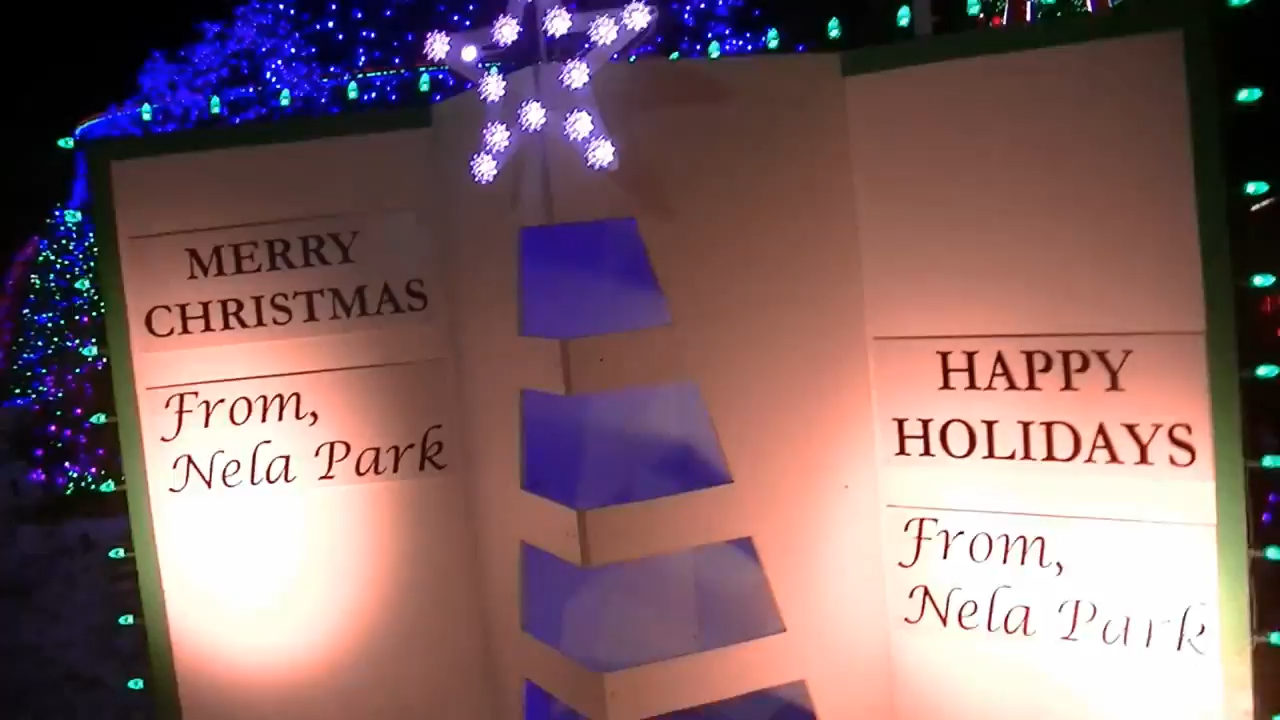 MERRY
CHRISTMAS
From,
Nela Park
HAPPY
HOLIDAYS
From,
Nela Park